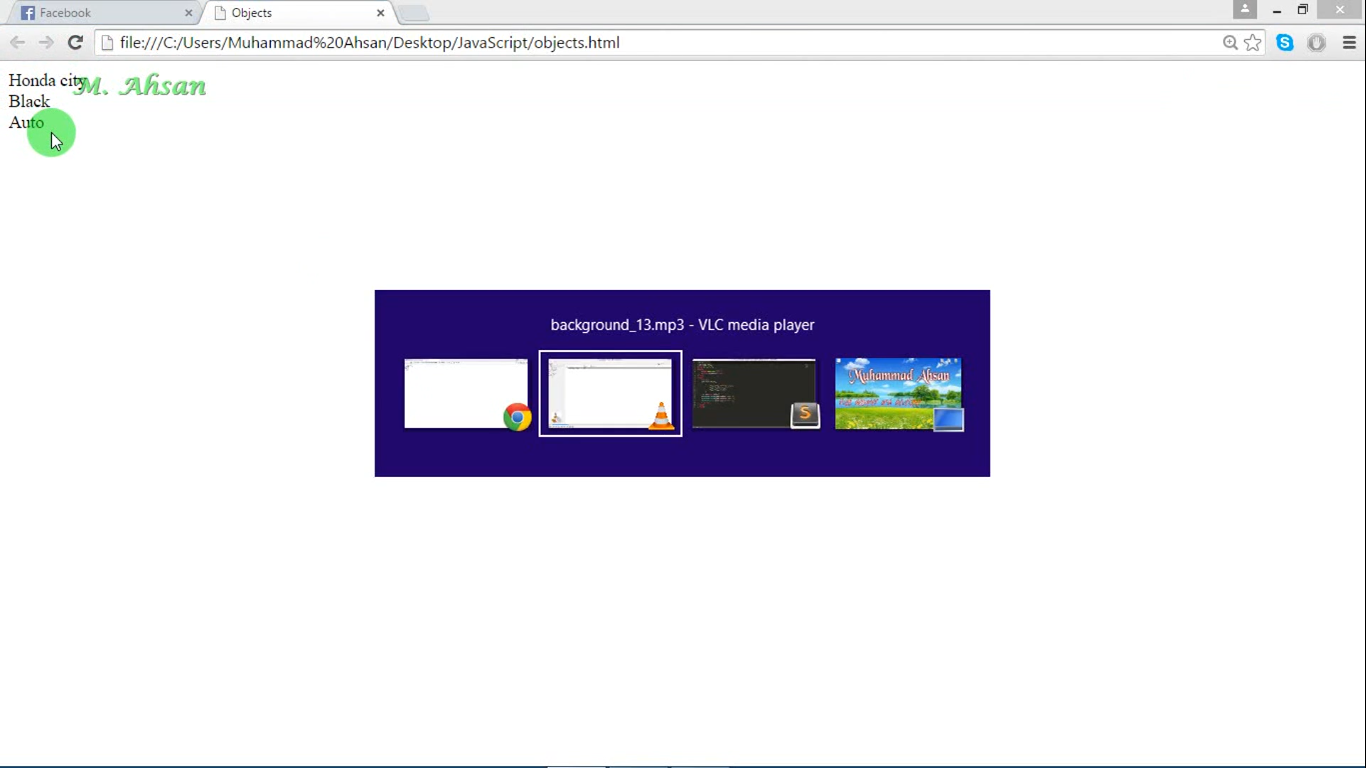 Facebook
Objects
file:///C:/Users/Muhammad%20Ahsan/Desktop/JavaScript/objects.html
Honda city
M. Ahsan
Black
Auto
background_13.mp3 - VLC media player
Muhammad Ahsan